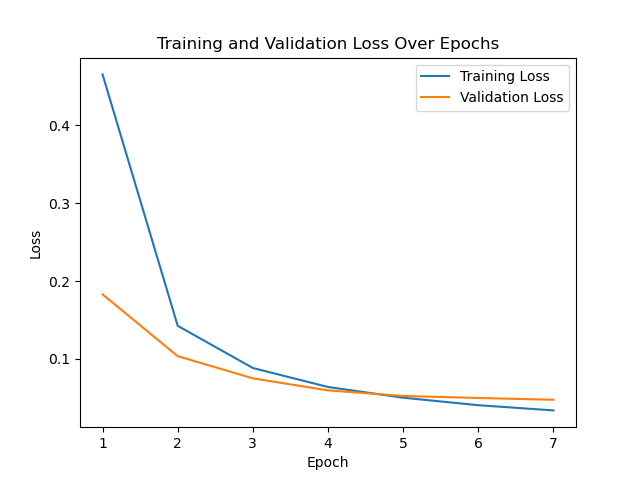 Training and Validation Loss Over Epochs
Training Loss
Validation Loss
0.4
0.3
0.2
0.1
Loss
1 2 3 4 5 6 7
Epoch